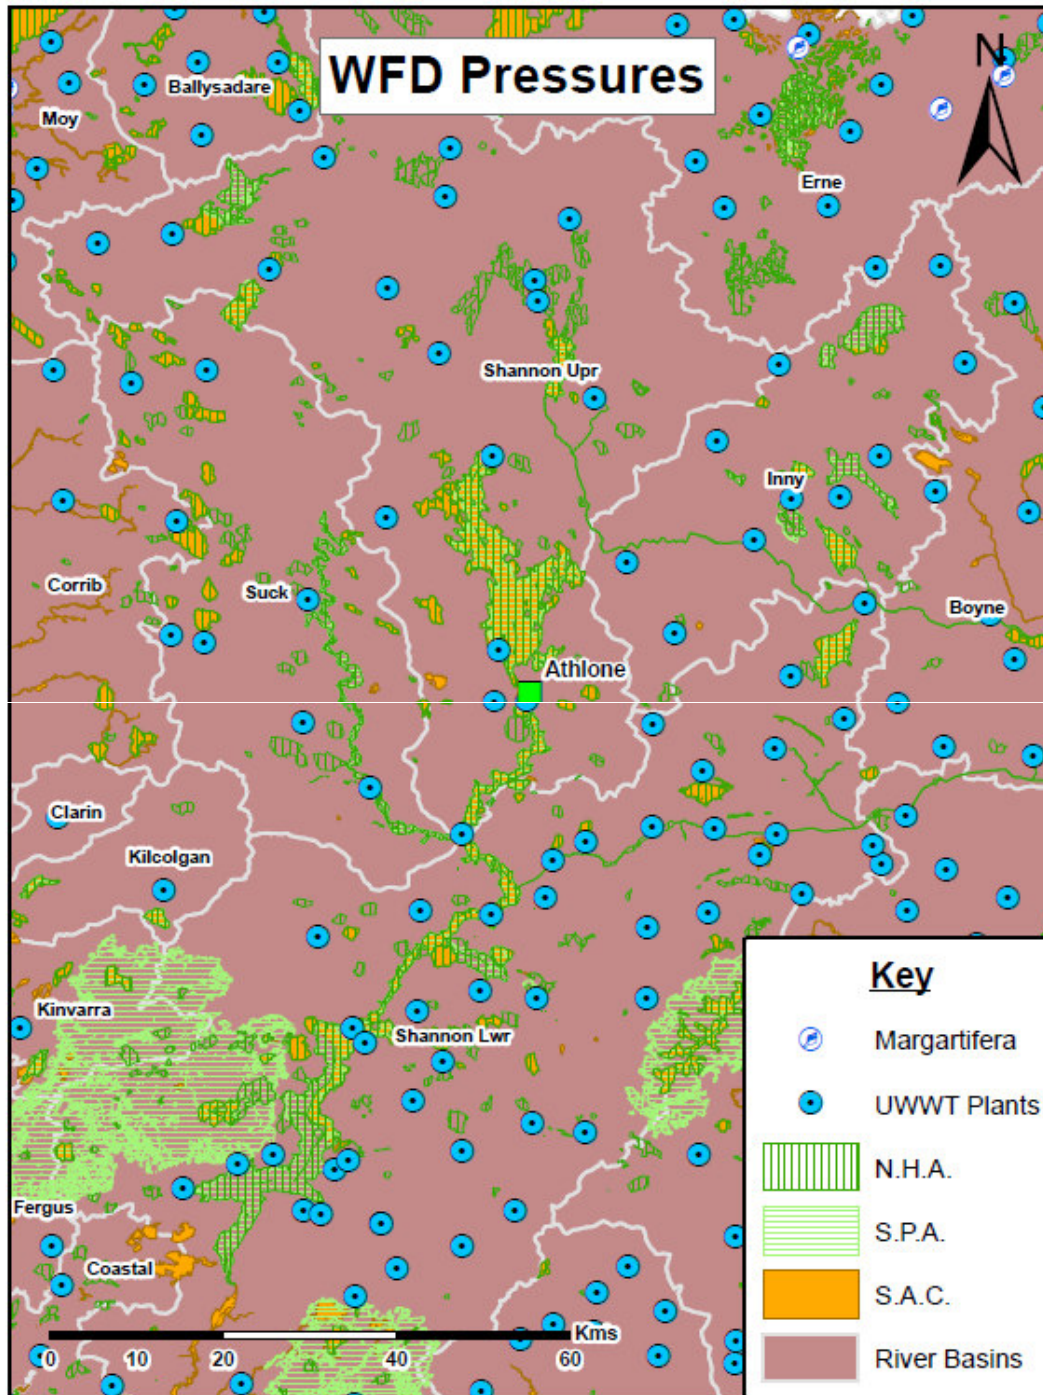 WFD Pressures
N
Ballysadare
Moy
Erne
Shannon Upr
Inny
Corrib
Suck
Boyne
Athlone
Clarin
Kilcolgan
Kinvarra
Shannon Lwr
Fergus
Coastal
Kms
0 10 20 40 60
Key
Margartifera
UWWT Plants
N.H.A.
S.P.A.
S.A.C.
River Basins